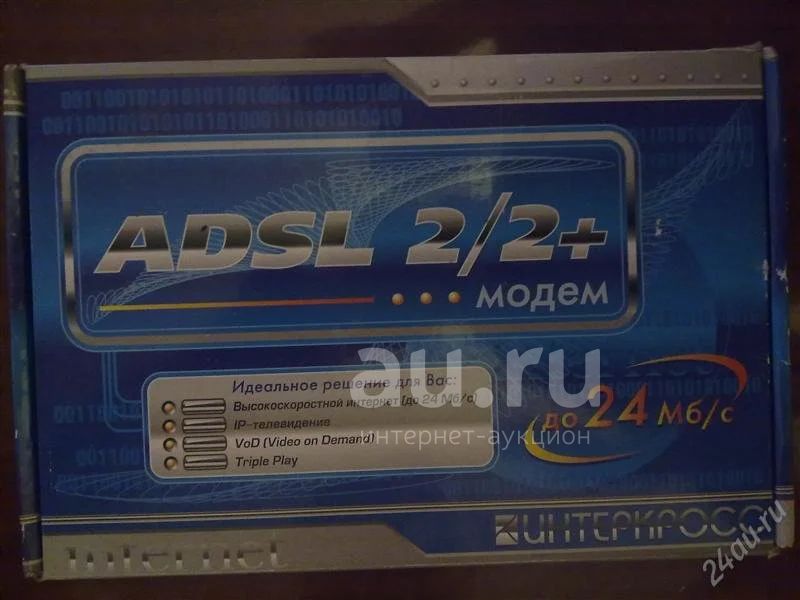 ADSL 2/2+
модем
au.ru
интернет-аукцион
Идеальное решение для Вас:
Высокоскоростной интернет (до 24 Мб/с)
IP-телевидение
VoD (Video on Demand)
Triple Play
до 24 Мб/с
internet
ИНТЕРКРОСС
24au.ru